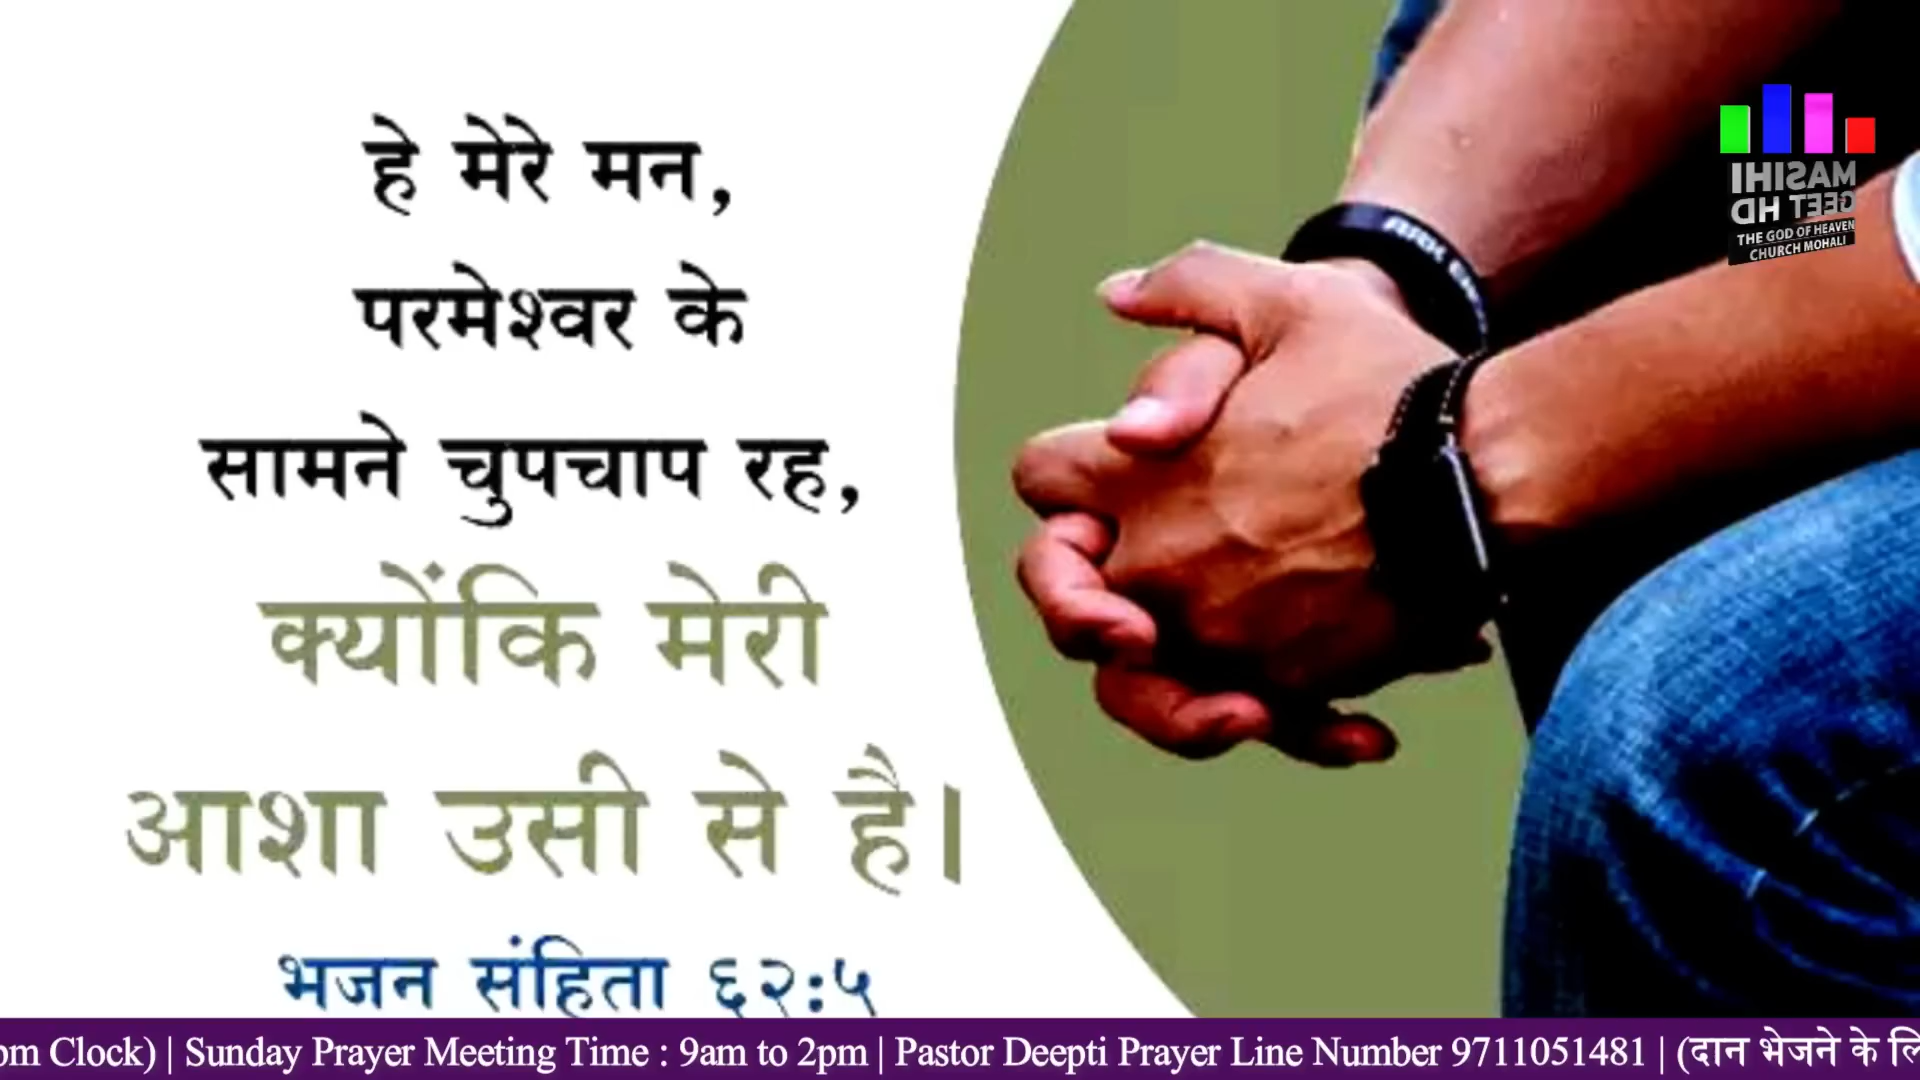 हे मेरे मन,
परमेश्वर के
सामने चुपचाप रह,
क्योंकि मेरी
आशा उसी से है।
भजन संहिता ६२:५
MASIHI
GEET HD
THE GOD OF HEAVEN
CHURCH MOHALI
pm Clock) | Sunday Prayer Meeting Time : 9am to 2pm | Pastor Deepti Prayer Line Number 9711051481 | (दान भेजने के